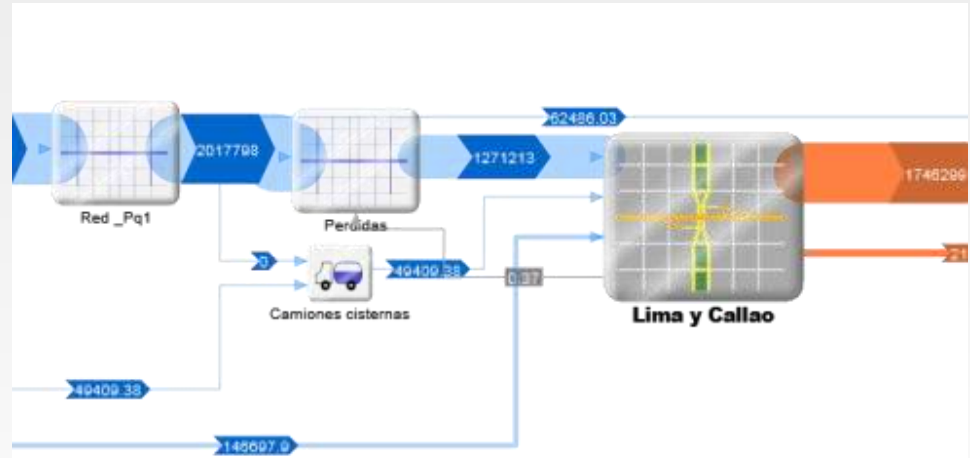 62486.03
2017798
1271213
1746299
Red _Pq1
Perdidas
0
49409.38
0.37
21
Camiones cisternas
Lima y Callao
49409.38
146697.9